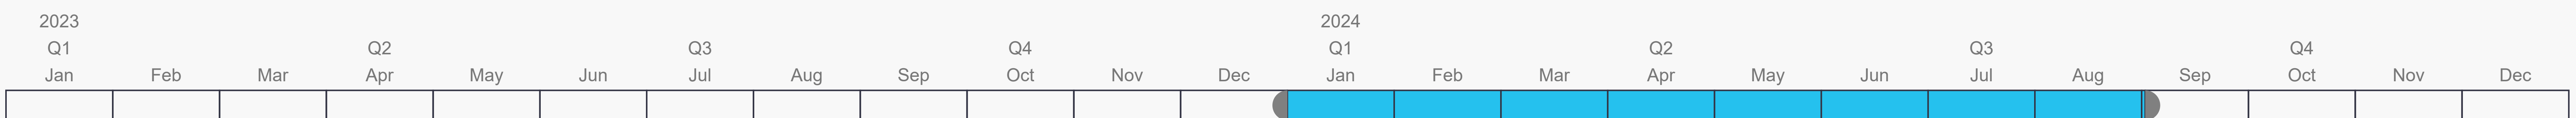 2023 2024
Q1 Q2 Q3 Q4 Q1 Q2 Q3 Q4
Jan Feb Mar Apr May Jun Jul Aug Sep Oct Nov Dec Jan Feb Mar Apr May Jun Jul Aug Sep Oct Nov Dec